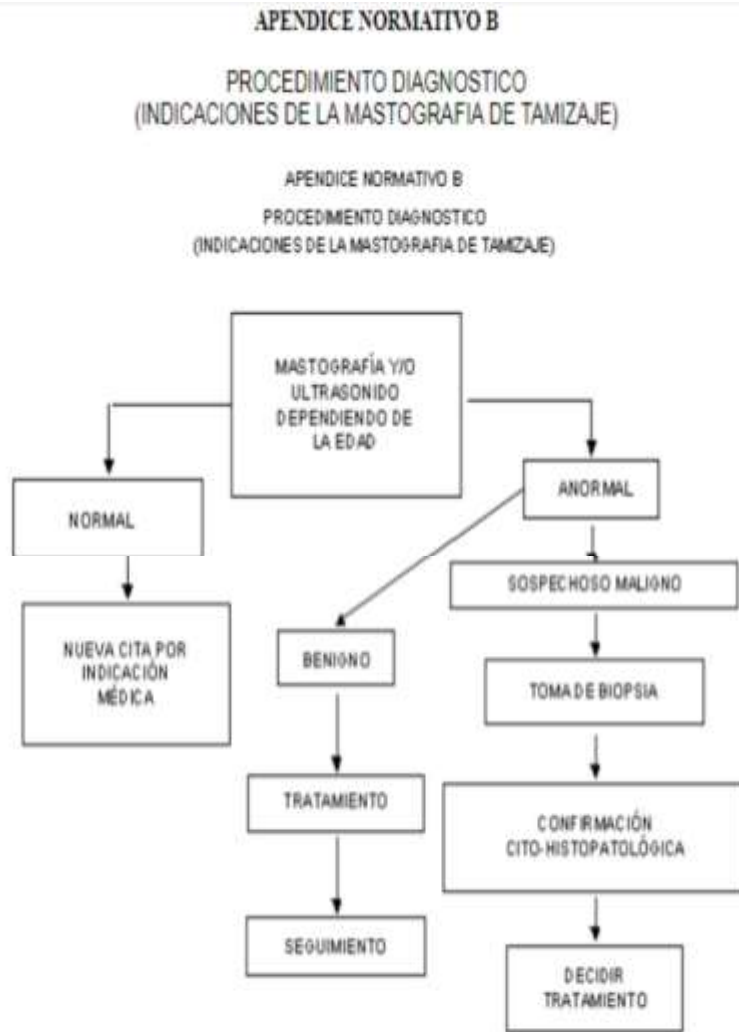 APENDICE NORMATIVO B
PROCEDIMIENTO DIAGNOSTICO
(INDICACIONES DE LA MASTOGRAFIA DE TAMIZAJE)
APENDICE NORMATIVO B
PROCEDIMIENTO DIAGNOSTICO
(INDICACIONES DE LA MASTOGRAFIA DE TAMIZAJE)
MASTOGRAFÍA Y/O
ULTRASONIDO
DEPENDIENDO DE
LA EDAD
NORMAL
NUEVA CITA POR
INDICACIÓN
MÉDICA
ANORMAL
BENIGNO
TRATAMIENTO
SEGUIMIENTO
SOSPECHOSO MALIGNO
TOMA DE BIOPSIA
CONFIRMACIÓN
CITO-HISTOPATOLÓGICA
DECIDIR
TRATAMIENTO